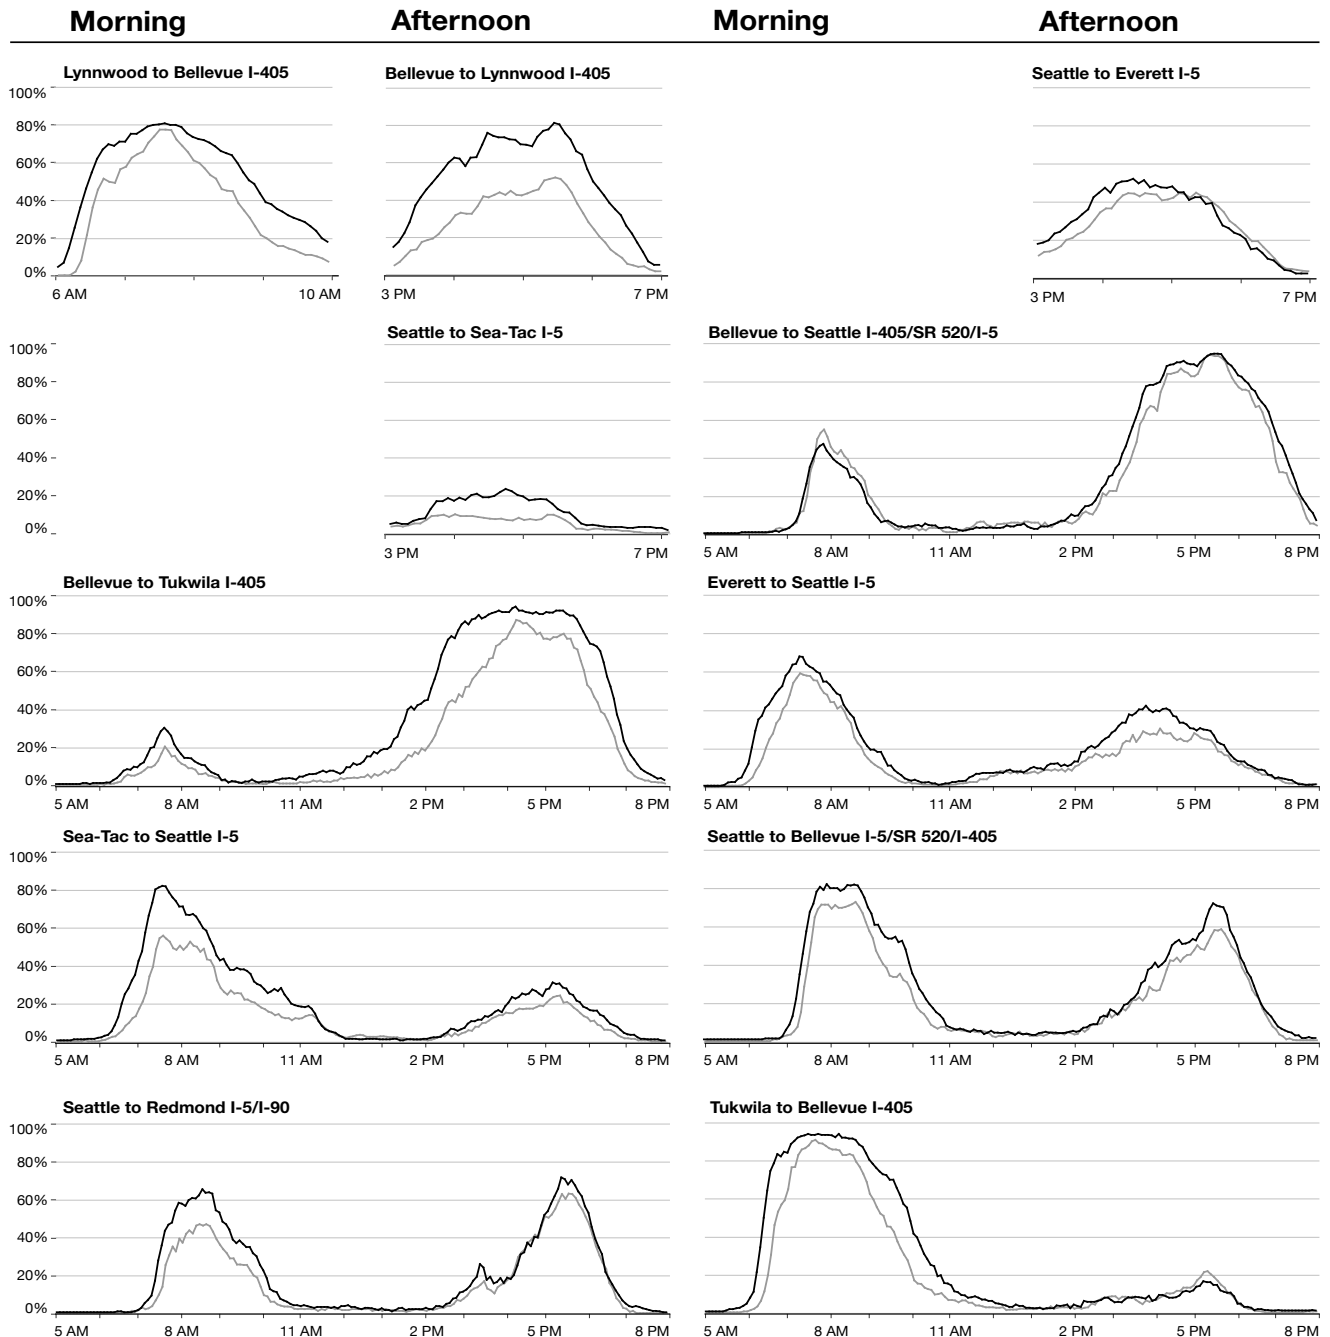 Morning Afternoon Morning Afternoon
Lynnwood to Bellevue I-405 Bellevue to Lynnwood I-405 Seattle to Everett I-5
100%
80%
60%
40%
20%
0%
6 AM 10 AM 3 PM 7 PM 3 PM 7 PM
Seattle to Sea-Tac I-5 Bellevue to Seattle I-405/SR 520/I-5
100%
80%
60%
40%
20%
0%
3 PM 7 PM 5 AM 8 AM 11 AM 2 PM 5 PM 8 PM
Bellevue to Tukwila I-405 Everett to Seattle I-5
100%
80%
60%
40%
20%
0%
5 AM 8 AM 11 AM 2 PM 5 PM 8 PM 5 AM 8 AM 11 AM 2 PM 5 PM 8 PM
Sea-Tac to Seattle I-5 Seattle to Bellevue I-5/SR 520/I-405
100%
80%
60%
40%
20%
0%
5 AM 8 AM 11 AM 2 PM 5 PM 8 PM 5 AM 8 AM 11 AM 2 PM 5 PM 8 PM
Seattle to Redmond I-5/I-90 Tukwila to Bellevue I-405
100%
80%
60%
40%
20%
0%
5 AM 8 AM 11 AM 2 PM 5 PM 8 PM 5 AM 8 AM 11 AM 2 PM 5 PM 8 PM